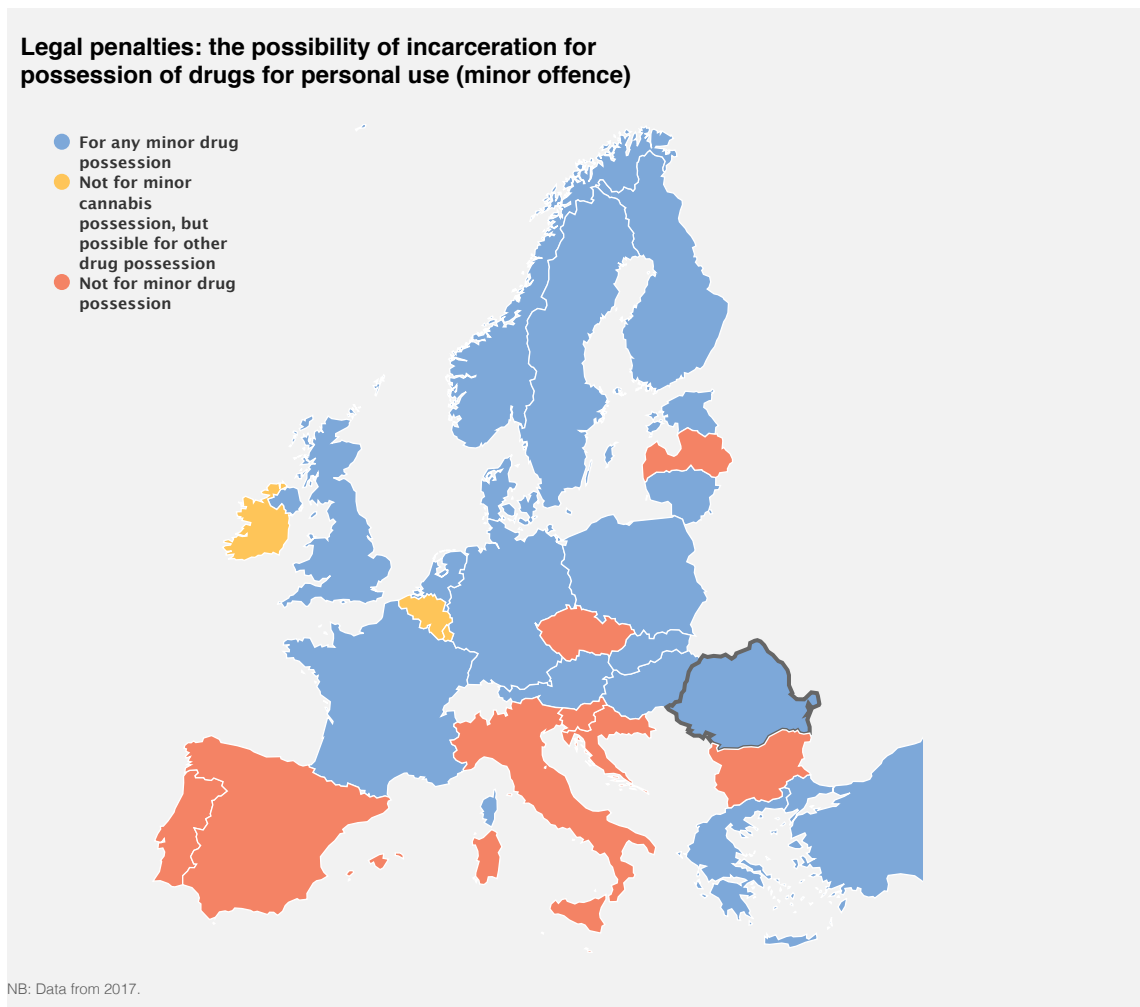 Legal penalties: the possibility of incarceration for
possession of drugs for personal use (minor offence)
For any minor drug
possession
Not for minor
cannabis
possession, but
possible for other
drug possession
Not for minor drug
possession
NB: Data from 2017.